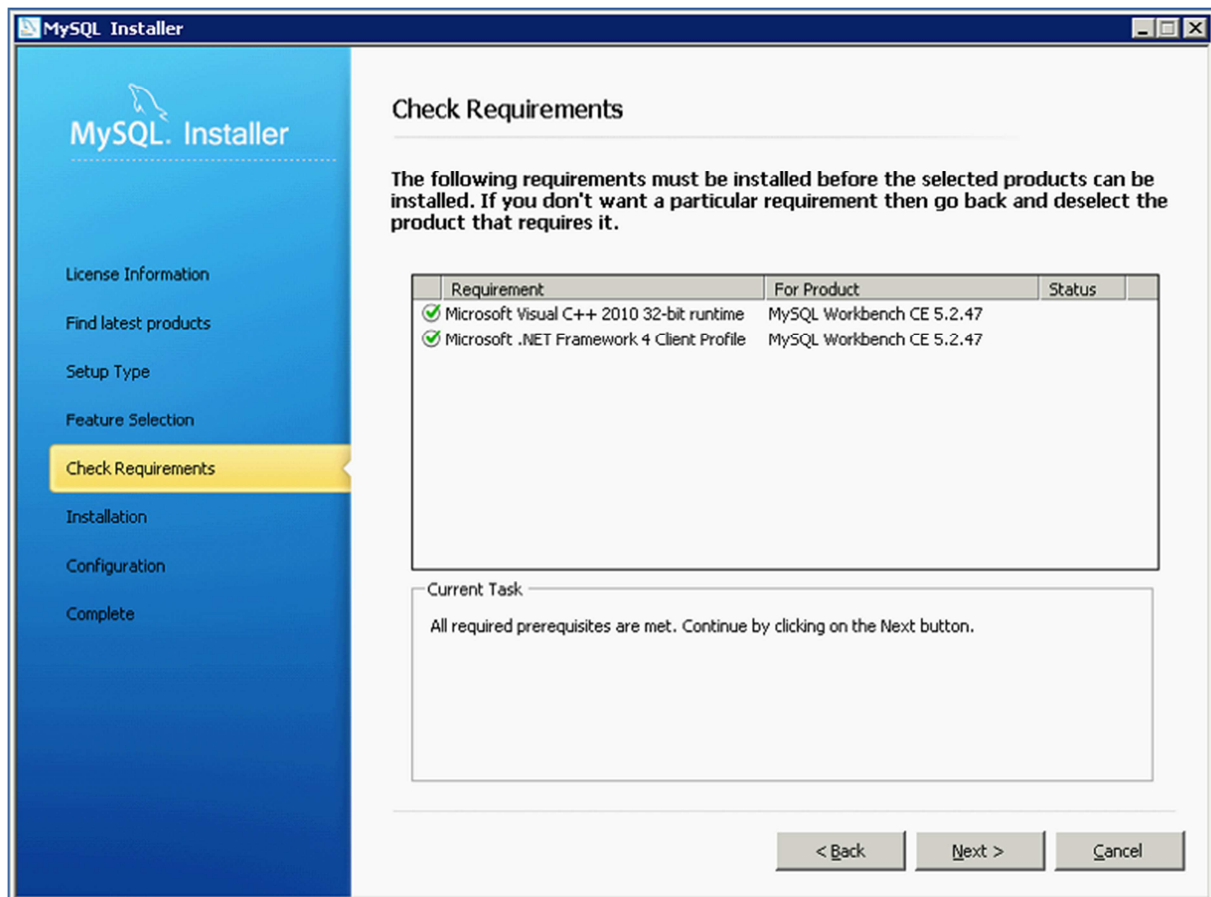 MySQL Installer
MySQL. Installer
License Information
Find latest products
Setup Type
Feature Selection
Check Requirements
Installation
Configuration
Complete
Check Requirements
The following requirements must be installed before the selected products can be
installed. If you don't want a particular requirement then go back and deselect the
product that requires it.
Requirement For Product Status
Microsoft Visual C++ 2010 32-bit runtime MySQL Workbench CE 5.2.47
Microsoft .NET Framework 4 Client Profile MySQL Workbench CE 5.2.47
Current Task
All required prerequisites are met. Continue by clicking on the Next button.
< Back Next > Cancel